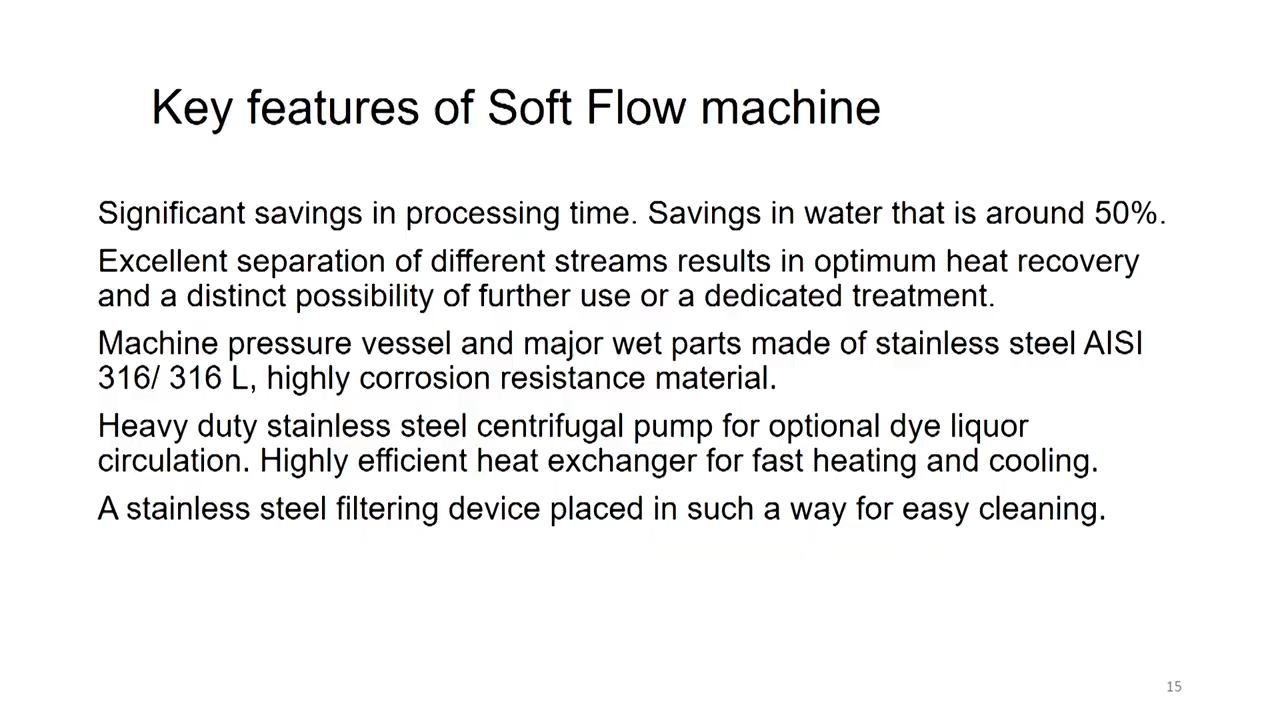 Key features of Soft Flow machine
Significant savings in processing time. Savings in water that is around 50%.
Excellent separation of different streams results in optimum heat recovery
and a distinct possibility of further use or a dedicated treatment.
Machine pressure vessel and major wet parts made of stainless steel AISI
316/ 316 L, highly corrosion resistance material.
Heavy duty stainless steel centrifugal pump for optional dye liquor
circulation. Highly efficient heat exchanger for fast heating and cooling.
A stainless steel filtering device placed in such a way for easy cleaning.
15